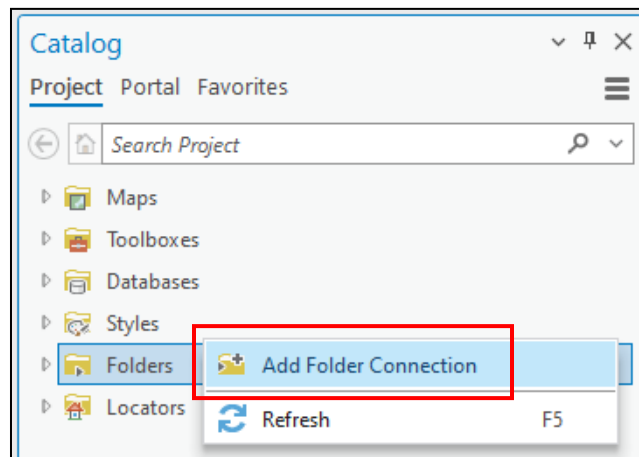 Catalog
Project Portal Favorites
Search Project
Maps
Toolboxes
Databases
Styles
Folders Add Folder Connection
Locators Refresh F5